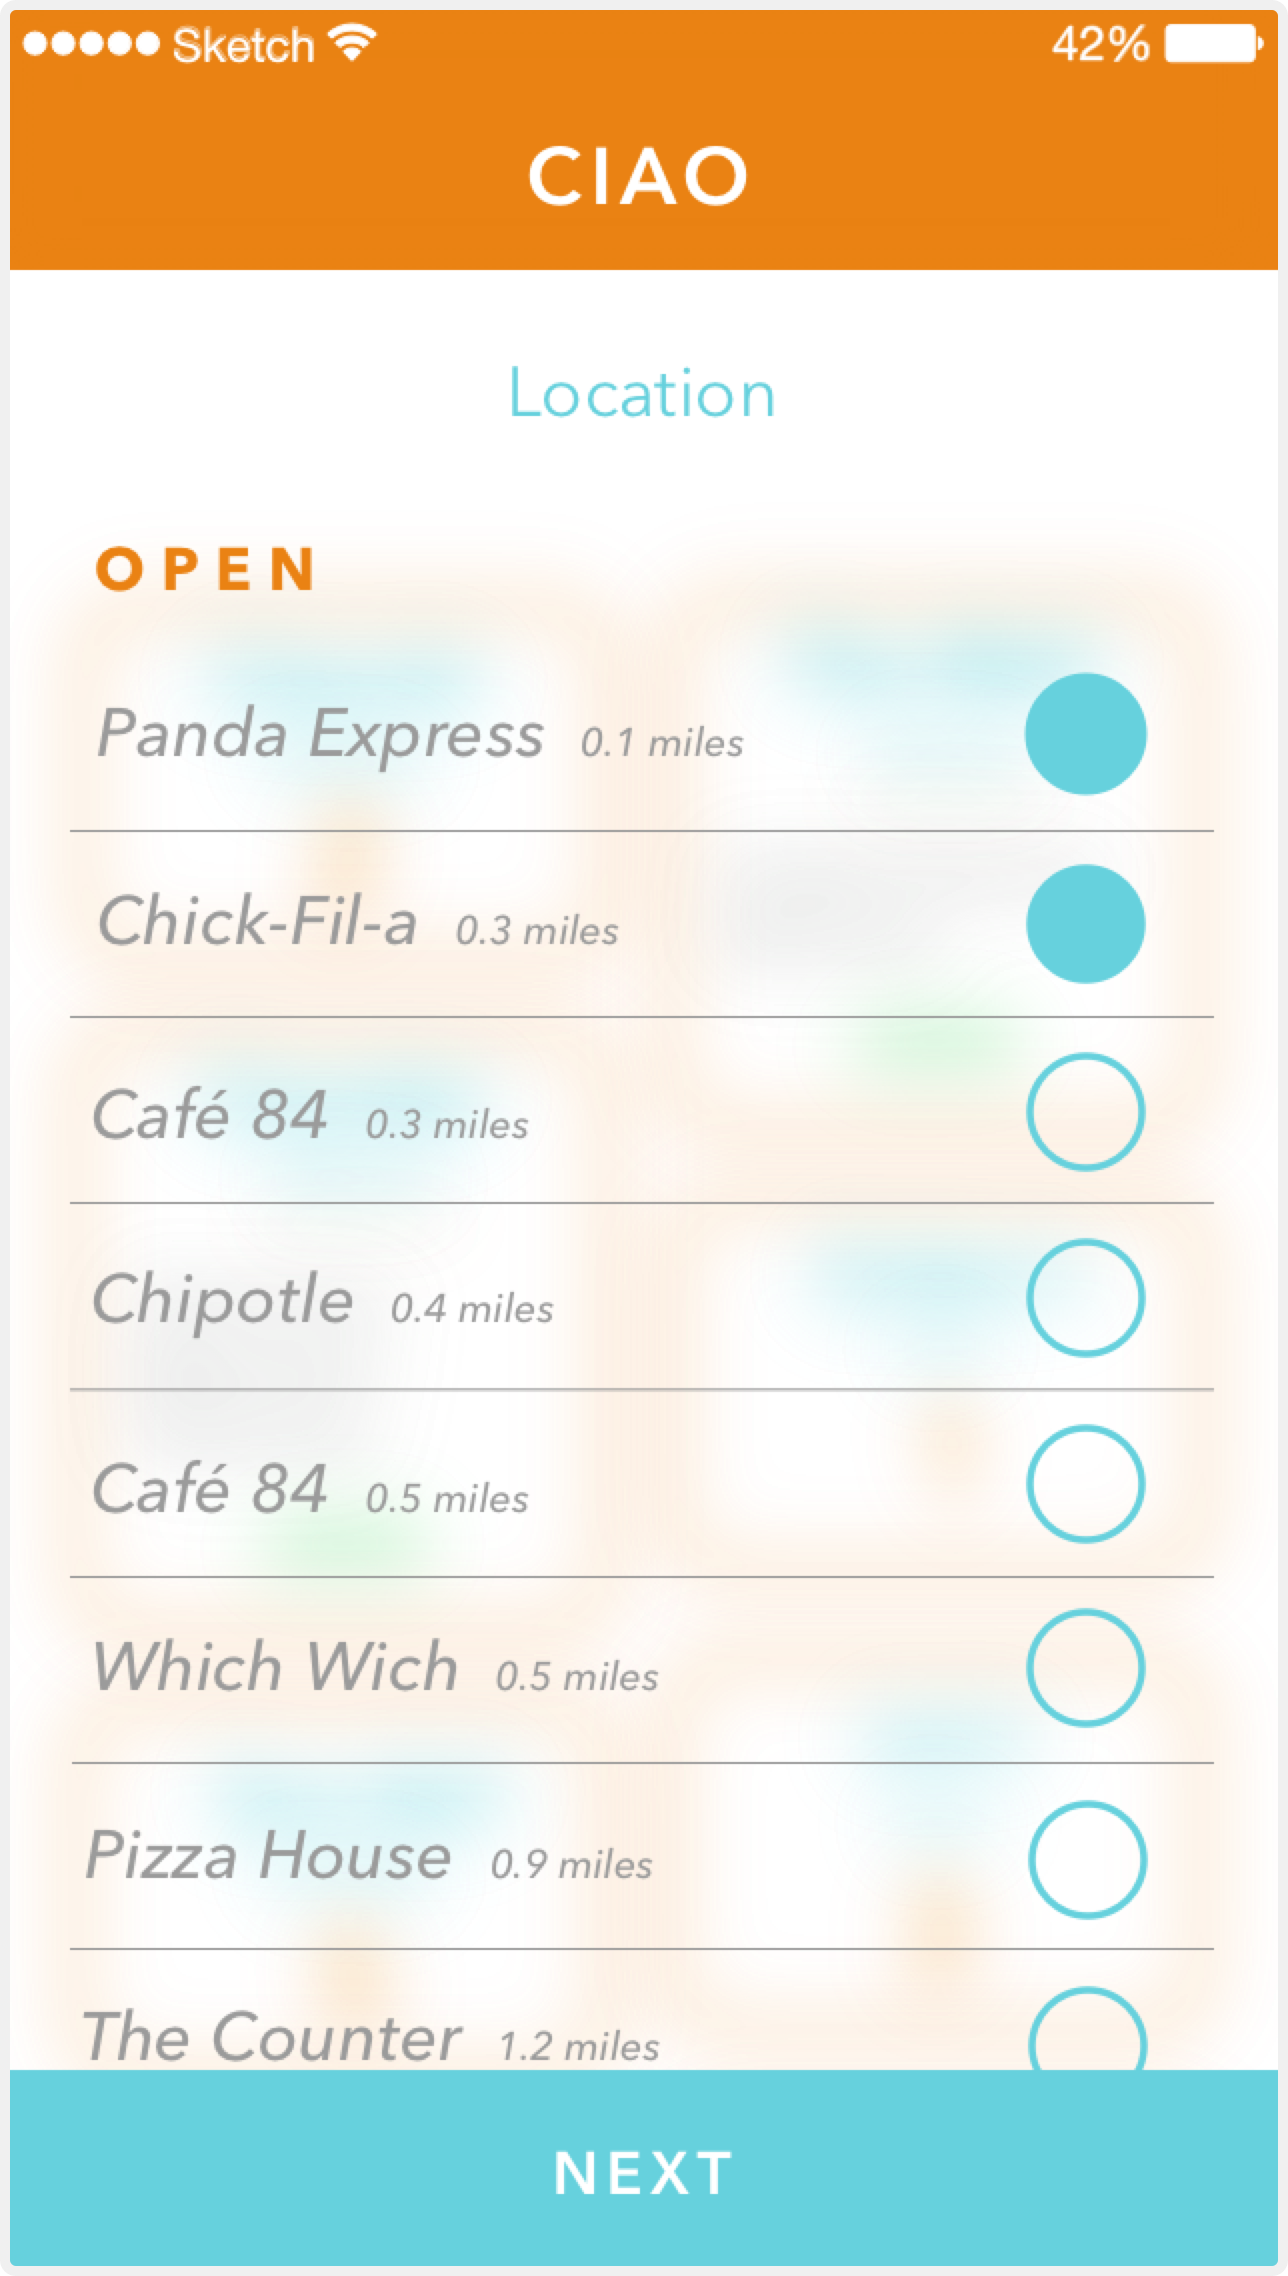 Sketch 42%
CIAO
Location
OPEN
Panda Express 0.1 miles
Chick-Fil-a 0.3 miles
Café 84 0.3 miles
Chipotle 0.4 miles
Café 84 0.5 miles
Which Wich 0.5 miles
Pizza House 0.9 miles
The Counter 1.2 miles
NEXT